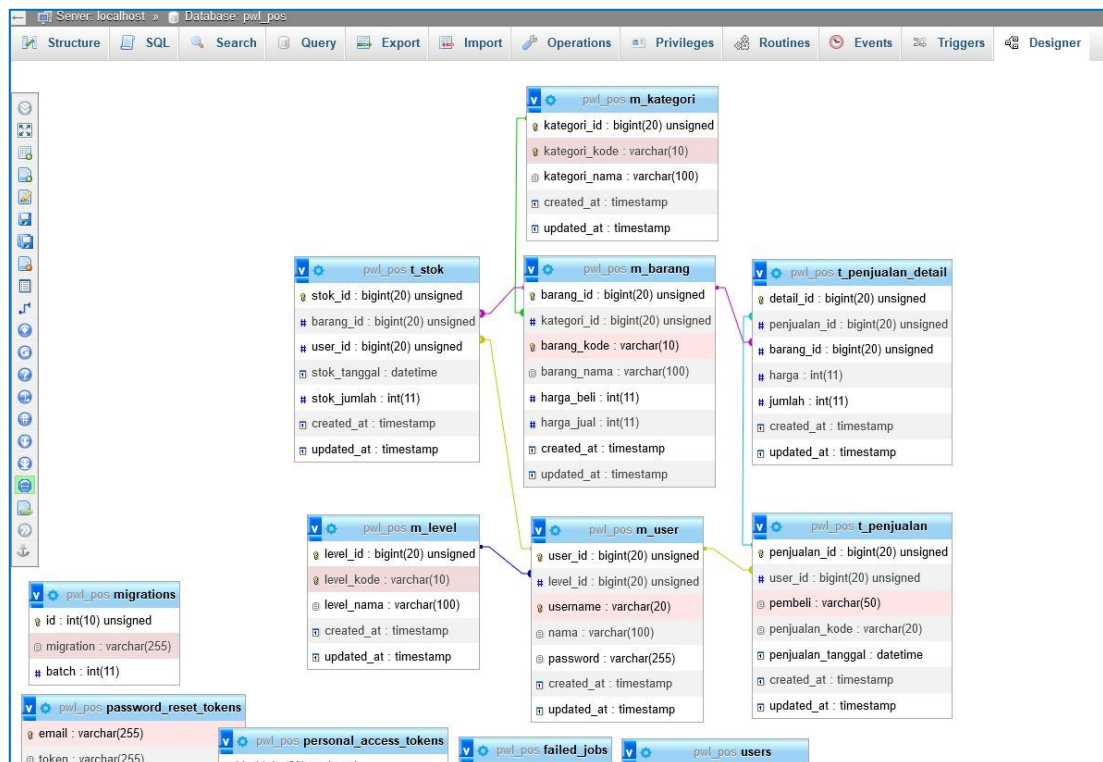 Server: localhost » Database: pwl_pos
Structure SQL Search Query Export Import Operations Privileges Routines Events Triggers Designer
pwl_pos m_kategori
kategori_id : bigint(20) unsigned
kategori_kode : varchar(10)
kategori_nama : varchar(100)
created_at : timestamp
updated_at : timestamp
pwl_pos t_stok
stok_id : bigint(20) unsigned
barang_id : bigint(20) unsigned
user_id : bigint(20) unsigned
stok_tanggal : datetime
stok_jumlah : int(11)
created_at : timestamp
updated_at : timestamp
pwl_pos m_barang
barang_id : bigint(20) unsigned
kategori_id : bigint(20) unsigned
barang_kode : varchar(10)
barang_nama : varchar(100)
harga_beli : int(11)
harga_jual : int(11)
created_at : timestamp
updated_at : timestamp
pwl_pos t_penjualan_detail
detail_id : bigint(20) unsigned
penjualan_id : bigint(20) unsigned
barang_id : bigint(20) unsigned
harga : int(11)
jumlah : int(11)
created_at : timestamp
updated_at : timestamp
pwl_pos m_level
level_id : bigint(20) unsigned
level_kode : varchar(10)
level_nama : varchar(100)
created_at : timestamp
updated_at : timestamp
pwl_pos m_user
user_id : bigint(20) unsigned
level_id : bigint(20) unsigned
username : varchar(20)
nama : varchar(100)
password : varchar(255)
created_at : timestamp
updated_at : timestamp
pwl_pos t_penjualan
penjualan_id : bigint(20) unsigned
user_id : bigint(20) unsigned
pembeli : varchar(50)
penjualan_kode : varchar(20)
penjualan_tanggal : datetime
created_at : timestamp
updated_at : timestamp
pwl_pos migrations
id : int(10) unsigned
migration : varchar(255)
batch : int(11)
pwl_pos password_reset_tokens
email : varchar(255)
token : varchar(255)
pwl_pos personal_access_tokens
pwl_pos failed_jobs
pwl_pos users